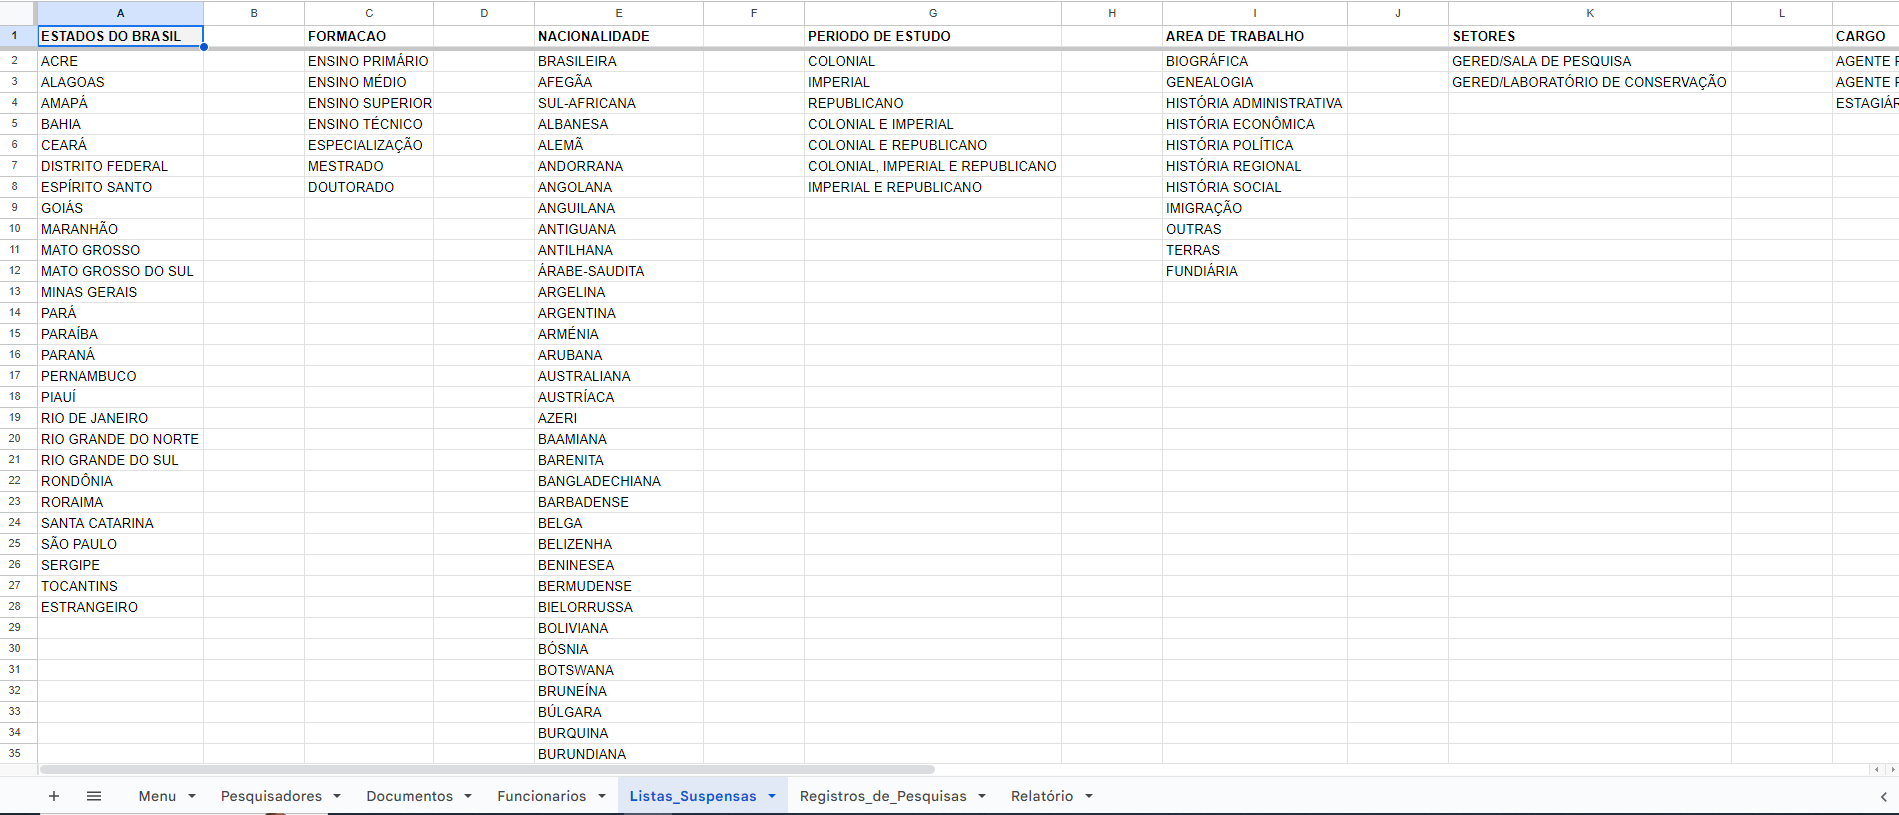 A B C D E F G H I J K L
1 ESTADOS DO BRASIL FORMACAO NACIONALIDADE PERIODO DE ESTUDO AREA DE TRABALHO SETORES CARGO
2 ACRE ENSINO PRIMÁRIO BRASILEIRA COLONIAL BIOGRÁFICA GERED/SALA DE PESQUISA AGENTE
3 ALAGOAS ENSINO MÉDIO AFEGÃA IMPERIAL GENEALOGIA GERED/LABORATÓRIO DE CONSERVAÇÃO AGENTE
4 AMAPÁ ENSINO SUPERIOR SUL-AFRICANA REPUBLICANO HISTÓRIA ADMINISTRATIVA ESTAGIÁR
5 BAHIA ENSINO TÉCNICO ALBANESA COLONIAL E IMPERIAL HISTÓRIA ECONÔMICA
6 CEARÁ ESPECIALIZAÇÃO ALEMÃ COLONIAL E REPUBLICANO HISTÓRIA POLÍTICA
7 DISTRITO FEDERAL MESTRADO ANDORRANA COLONIAL, IMPERIAL E REPUBLICANO HISTÓRIA REGIONAL
8 ESPÍRITO SANTO DOUTORADO ANGOLANA IMPERIAL E REPUBLICANO HISTÓRIA SOCIAL
9 GOIÁS ANGUILANA IMIGRAÇÃO
10 MARANHÃO ANTIGUANA OUTRAS
11 MATO GROSSO ANTILHANA TERRAS
12 MATO GROSSO DO SUL ÁRABE-SAUDITA FUNDIÁRIA
13 MINAS GERAIS ARGELINA
14 PARÁ ARGENTINA
15 PARAÍBA ARMÉNIA
16 PARANÁ ARUBANA
17 PERNAMBUCO AUSTRALIANA
18 PIAUÍ AUSTRÍACA
19 RIO DE JANEIRO AZERI
20 RIO GRANDE DO NORTE BAAMIANA
21 RIO GRANDE DO SUL BARENITA
22 RONDÔNIA BANGLADECHIANA
23 RORAIMA BARBADENSE
24 SANTA CATARINA BELGA
25 SÃO PAULO BELIZENHA
26 SERGIPE BENINESEA
27 TOCANTINS BERMUDENSE
28 ESTRANGEIRO BIELORRUSSA
29 BOLIVIANA
30 BÓSNIA
31 BOTSWANA
32 BRUNEÍNA
33 BÚLGARA
34 BURQUINA
35 BURUNDIANA
Menu Pesquisadores Documentos Funcionarios Listas_Suspensas Registros_de_Pesquisas Relatório